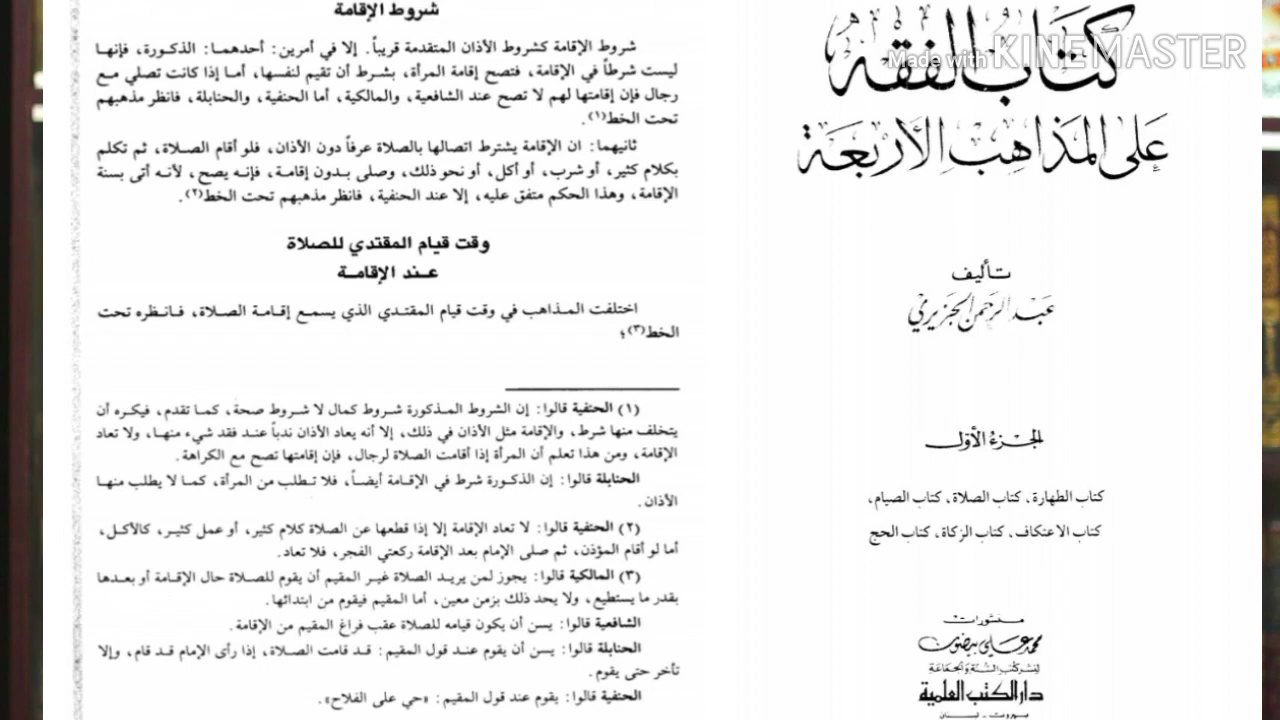 كتاب الفقه
Made with KINEMASTER
على المذاهب الأربعة
تأليف
عبد الرحمن الجزيري
الجزء الأول
كتاب الطهارة، كتاب الصلاة، كتاب الصيام،
كتاب الاعتكاف، كتاب الزكاة، كتاب الحج
منشورات
محمد علي بيضون
لنشر كتب السنة والجماعة
دار الكتب العلمية
بيروت - لبنان
شروط الإقامة
شروط الإقامة كشروط الأذان المتقدمة قريباً. إلا في أمرين: أحدهما: الذكورة، فإنها
ليست شرطاً في الإقامة، فتصح إقامة المرأة، بشرط أن تقيم لنفسها، أما إذا كانت تصلي مع
رجال فإن إقامتها لهم لا تصح عند الشافعية، والمالكية، أما الحنفية، والحنابلة، فانظر مذهبهم
تحت الخط(١).
ثانيهما: ان الإقامة يشترط اتصالها بالصلاة عرفاً دون الأذان، فلو أقام الصلاة، ثم تكلم
بكلام كثير، أو شرب، أو أكل، أو نحو ذلك، وصلى بدون إقامة، فإنه يصح، لأنه أتى بسنة
الإقامة، وهذا الحكم متفق عليه، إلا عند الحنفية، فانظر مذهبهم تحت الخط(٢).
وقت قيام المقتدي للصلاة
عند الإقامة
اختلفت المذاهب في وقت قيام المقتدي الذي يسمع إقامة الصلاة، فانظره تحت
الخط(٣)؛
(١) الحنفية قالوا: إن الشروط المذكورة شروط كمال لا شروط صحة، كما تقدم، فيكره أن
يتخلف منها شرط، والإقامة مثل الأذان في ذلك، إلا أنه يعاد الأذان ندباً عند فقد شيء منها، ولا تعاد
الإقامة، ومن هذا تعلم أن المرأة إذا أقامت الصلاة لرجال، فإن إقامتها تصح مع الكراهة.
الحنابلة قالوا: إن الذكورة شرط في الإقامة أيضاً، فلا تطلب من المرأة، كما لا يطلب منها
الأذان.
(٢) الحنفية قالوا: لا تعاد الإقامة إلا إذا قطعها عن الصلاة كلام كثير، أو عمل كثير، كالأكل،
أما لو أقام المؤذن، ثم صلى الإمام بعد الإقامة ركعتي الفجر، فلا تعاد.
(٣) المالكية قالوا: يجوز لمن يريد الصلاة غير المقيم أن يقوم للصلاة حال الإقامة أو بعدها
بقدر ما يستطيع، ولا يحد ذلك بزمن معين، أما المقيم فيقوم من ابتدائها.
الشافعية قالوا: يسن أن يكون قيامه للصلاة عقب فراغ المقيم من الإقامة.
الحنابلة قالوا: يسن أن يقوم عند قول المقيم: قد قامت الصلاة، إذا رأى الإمام قد قام، وإلا
تأخر حتى يقوم.
الحنفية قالوا: يقوم عند قول المقيم: «حي على الفلاح».